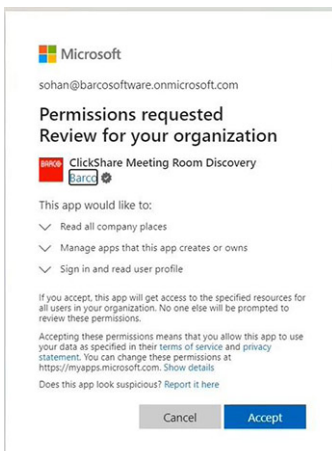 Microsoft
sohan@barcosoftware.onmicrosoft.com
Permissions requested
Review for your organization
BARCO
ClickShare Meeting Room Discovery
Barco
This app would like to:
Read all company places
Manage apps that this app creates or owns
Sign in and read user profile
If you accept, this app will get access to the specified resources for
all users in your organization. No one else will be prompted to
review these permissions.
Accepting these permissions means that you allow this app to use
your data as specified in their terms of service and privacy
statement. You can change these permissions at
https://myapps.microsoft.com. Show details
Does this app look suspicious? Report it here
Cancel
Accept